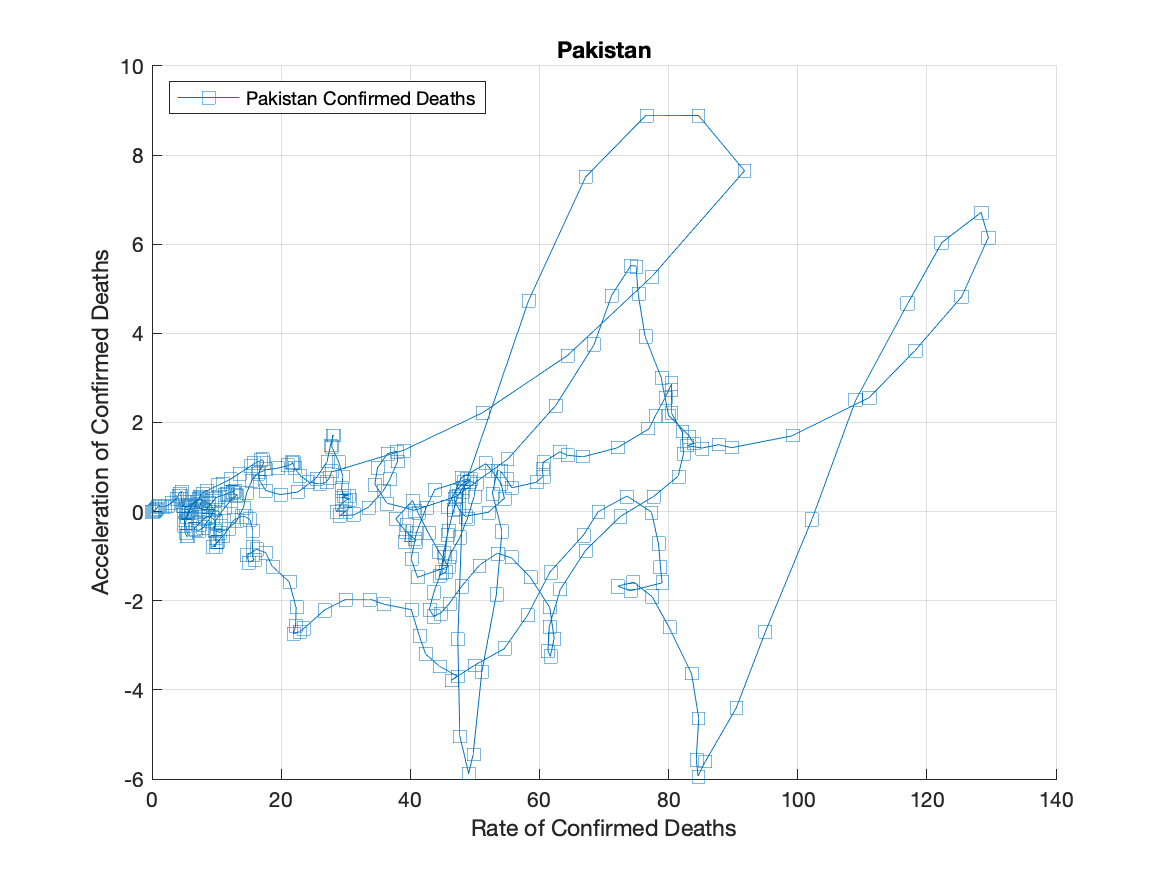 Pakistan
Pakistan Confirmed Deaths
10
8
6
4
2
0
-2
-4
-6
Acceleration of Confirmed Deaths
0 20 40 60 80 100 120 140
Rate of Confirmed Deaths